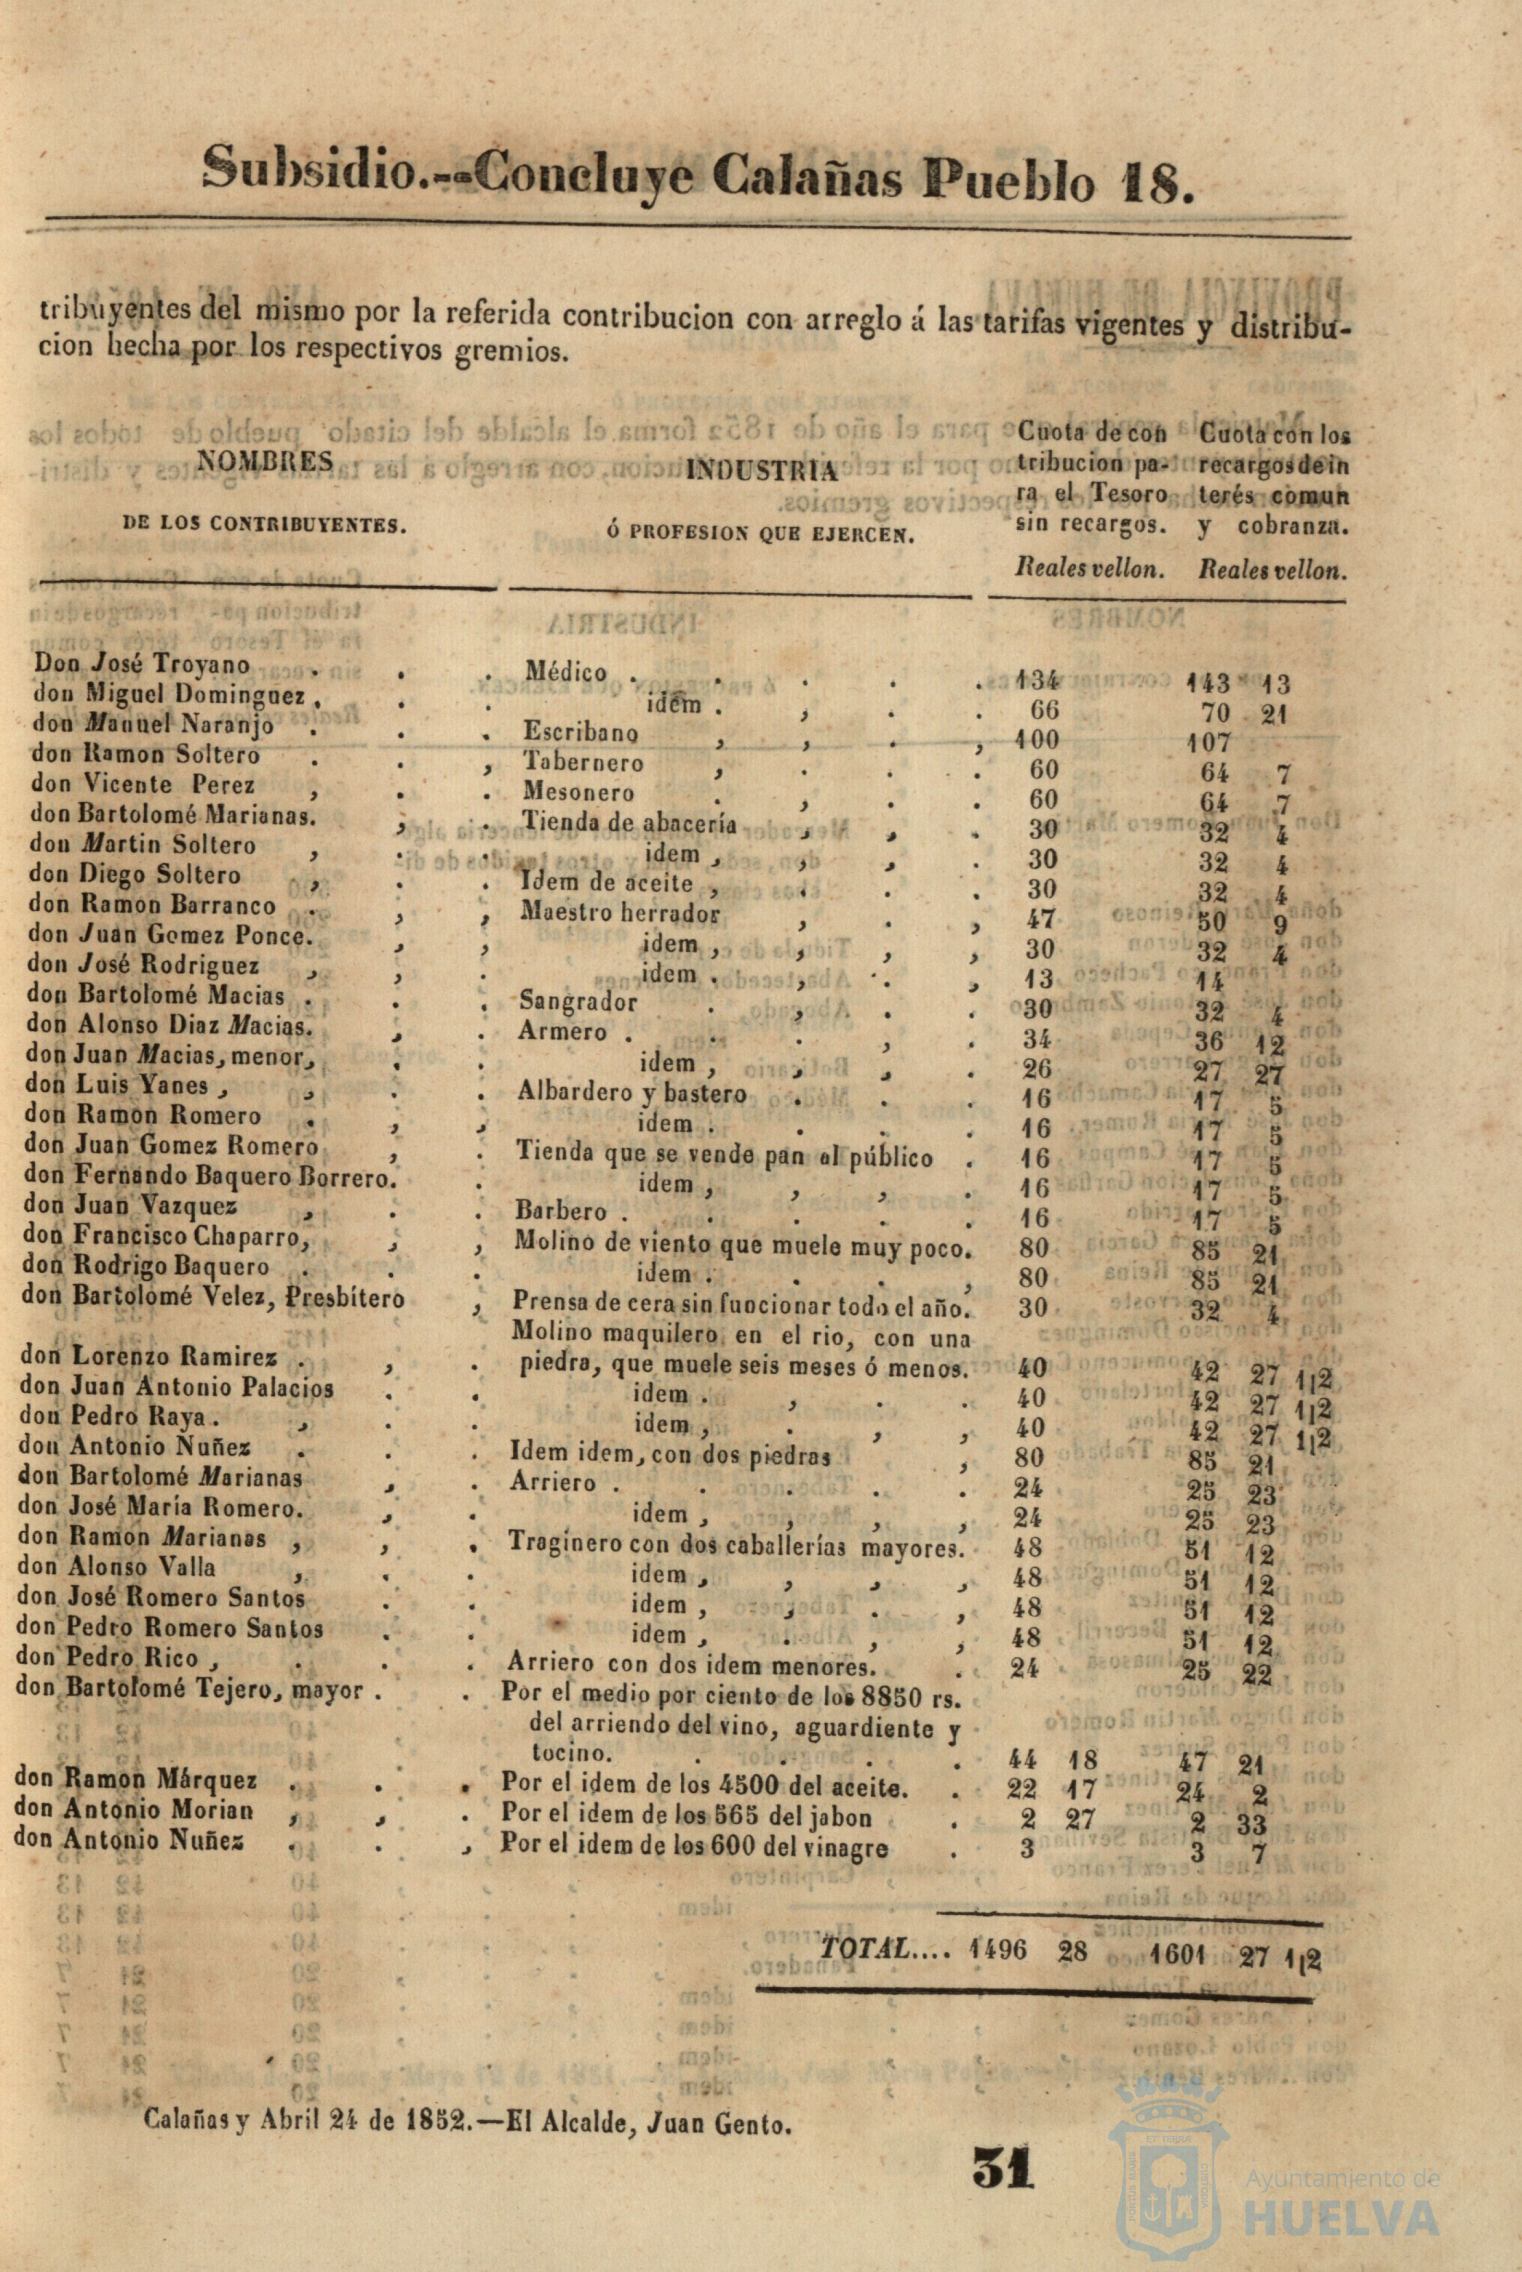 Subsidio.--Concluye Calañas Pueblo 18.
tribuyentes del mismo por la referida contribucion con arreglo á las tarifas vigentes y distribu-
cion hecha por los respectivos gremios.
NOMBRES
DE LOS CONTRIBUYENTES.
INDUSTRIA
Ó PROFESION QUE EJERCEN.
Cuota de con
tribucion pa-
ra el Tesoro
sin recargos.
Reales vellon.
Cuota con los
recargos de in
terés comun
y cobranza.
Reales vellon.
Don José Troyano . . . Médico . . . . . 134 143 13
don Miguel Dominguez . . . idem . , . . 66 70 21
don Manuel Naranjo . . . Escribano , , . , 100 107
don Ramon Soltero . . , Tabernero , . . . 60 64 7
don Vicente Perez , . . Mesonero . , . . 60 64 7
don Bartolomé Marianas. , . Tienda de abacería , , . 30 32 4
don Martin Soltero , . . idem , , , . 30 32 4
don Diego Soltero , . . Idem de aceite , . . . 30 32 4
don Ramon Barranco . , , Maestro herrador , . , 47 50 9
don Juan Gomez Ponce. , , idem , , , , 30 32 4
don José Rodriguez , , . idem . , . , 13 14
don Bartolomé Macias . . . Sangrador . , . . 30 32 4
don Alonso Diaz Macias. , . Armero . . . , . 34 36 12
don Juan Macias, menor, . . idem , , , . 26 27 27
don Luis Yanes , , . . Albardero y bastero . . . 16 17 5
don Ramon Romero . , , idem . . . . 16 17 5
don Juan Gomez Romero , . Tienda que se vende pan al público . 16 17 5
don Fernando Baquero Borrero. . idem , , , . 16 17 5
don Juan Vazquez , . . Barbero . . . . . 16 17 5
don Francisco Chaparro, , , Molino de viento que muele muy poco. 80 85 21
don Rodrigo Baquero . . . idem . . . , 80 85 21
don Bartolomé Velez, Presbítero , Prensa de cera sin funcionar todo el año. 30 32 4
Molino maquilero en el rio, con una
don Lorenzo Ramirez . , . piedra, que muele seis meses ó menos. 40 42 27 1|2
don Juan Antonio Palacios . . idem . , . . 40 42 27 1|2
don Pedro Raya . , . . idem , . , , 40 42 27 1|2
don Antonio Nuñez . . . Idem idem, con dos piedras , 80 85 21
don Bartolomé Marianas , . Arriero . . . . . 24 25 23
don José María Romero. , . idem , , , , 24 25 23
don Ramon Marianas , , . Traginero con dos caballerías mayores. 48 51 12
don Alonso Valla , . . idem , , , , 48 51 12
don José Romero Santos . . idem , , . , 48 51 12
don Pedro Romero Santos . . idem , . , , 48 51 12
don Pedro Rico , . . . Arriero con dos idem menores. . 24 25 22
don Bartolomé Tejero, mayor . . Por el medio por ciento de los 8850 rs.
del arriendo del vino, aguardiente y
tocino. . . . . 44 18 47 21
don Ramon Márquez . . . Por el idem de los 4500 del aceite. . 22 17 24 2
don Antonio Morian , , . Por el idem de los 565 del jabon . 2 27 2 33
don Antonio Nuñez . . , Por el idem de los 600 del vinagre . 3 3 7
TOTAL.... 1496 28 1601 27 1|2
Calañas y Abril 24 de 1852.—El Alcalde, Juan Gento.
31
Ayuntamiento de
HUELVA